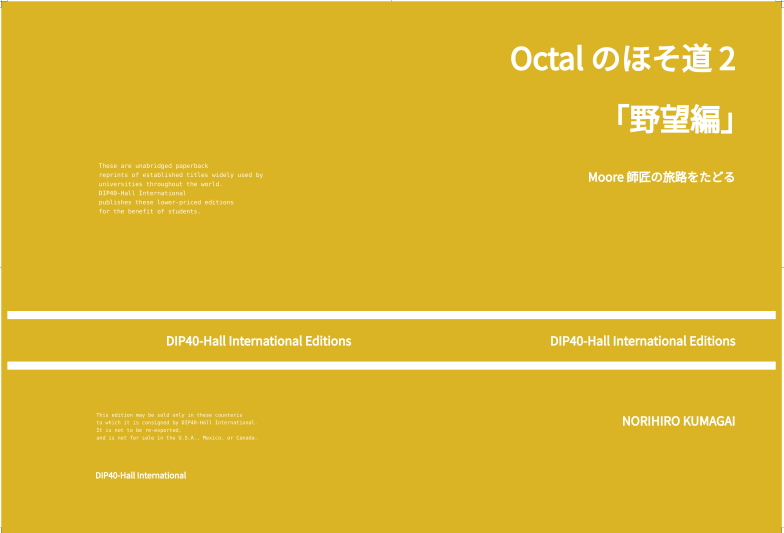 Octal のほそ道 2
「野望編」
Moore 師匠の旅路をたどる
These are unabridged paperback
reprints of established titles widely used by
universities throughout the world.
DIP40-Hall International
publishes these lower-priced editions
for the benefit of students.
DIP40-Hall International Editions
DIP40-Hall International Editions
This edition may be sold only in those counteris
to which it is consigned by DIP40-Hall International.
It is not to be re-exported,
and is not for sale in the U.S.A., Mexico, or Canada.
NORIHIRO KUMAGAI
DIP40-Hall International